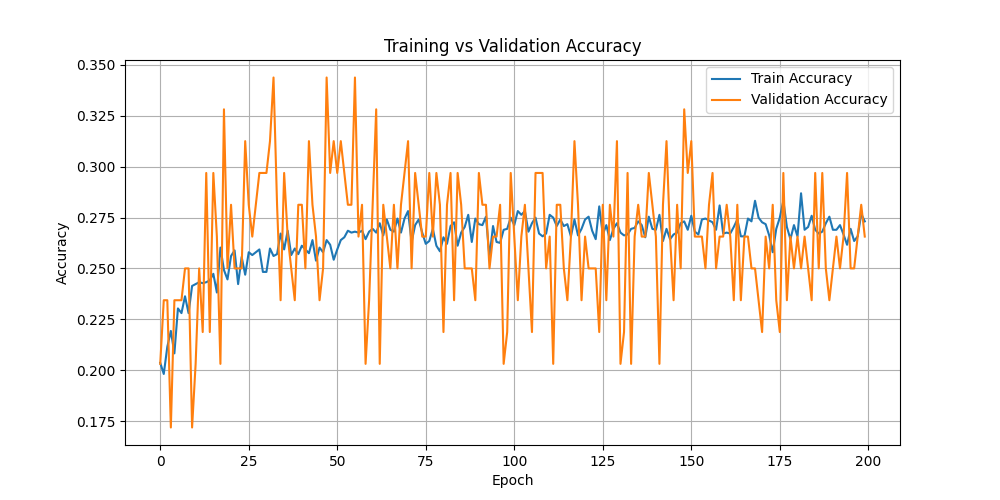 Training vs Validation Accuracy
Train Accuracy
Validation Accuracy
0.350
0.325
0.300
0.275
0.250
0.225
0.200
0.175
Accuracy
0 25 50 75 100 125 150 175 200
Epoch